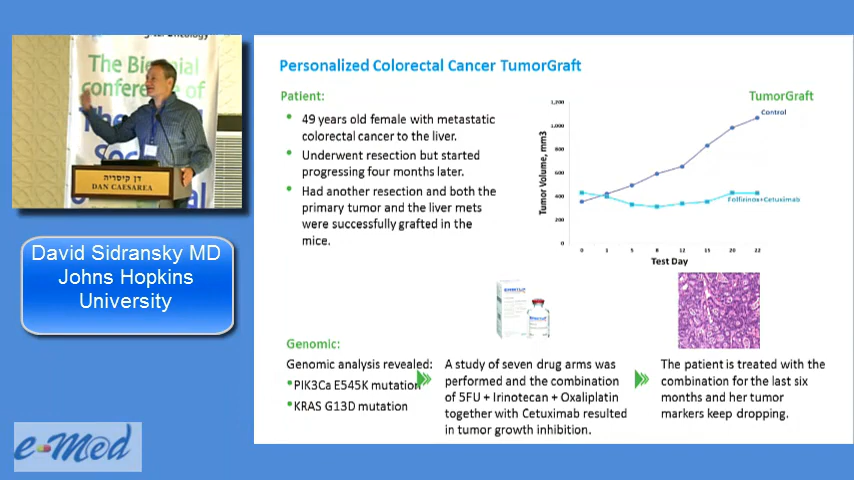 The Biennial
conference of
דן קיסריה
DAN CAESAREA
David Sidransky MD
Johns Hopkins
University
e-Med
Personalized Colorectal Cancer TumorGraft
Patient:
• 49 years old female with metastatic
colorectal cancer to the liver.
• Underwent resection but started
progressing four months later.
• Had another resection and both the
primary tumor and the liver mets
were successfully grafted in the
mice.
TumorGraft
Control
Folfirinox+Cetuximab
Tumor Volume, mm3
1,200
1,000
800
600
400
200
0
0 1 5 8 12 15 20 22
Test Day
Genomic:
Genomic analysis revealed:
•PIK3Ca E545K mutation
•KRAS G13D mutation
A study of seven drug arms was
performed and the combination
of 5FU + Irinotecan + Oxaliplatin
together with Cetuximab resulted
in tumor growth inhibition.
The patient is treated with the
combination for the last six
months and her tumor
markers keep dropping.